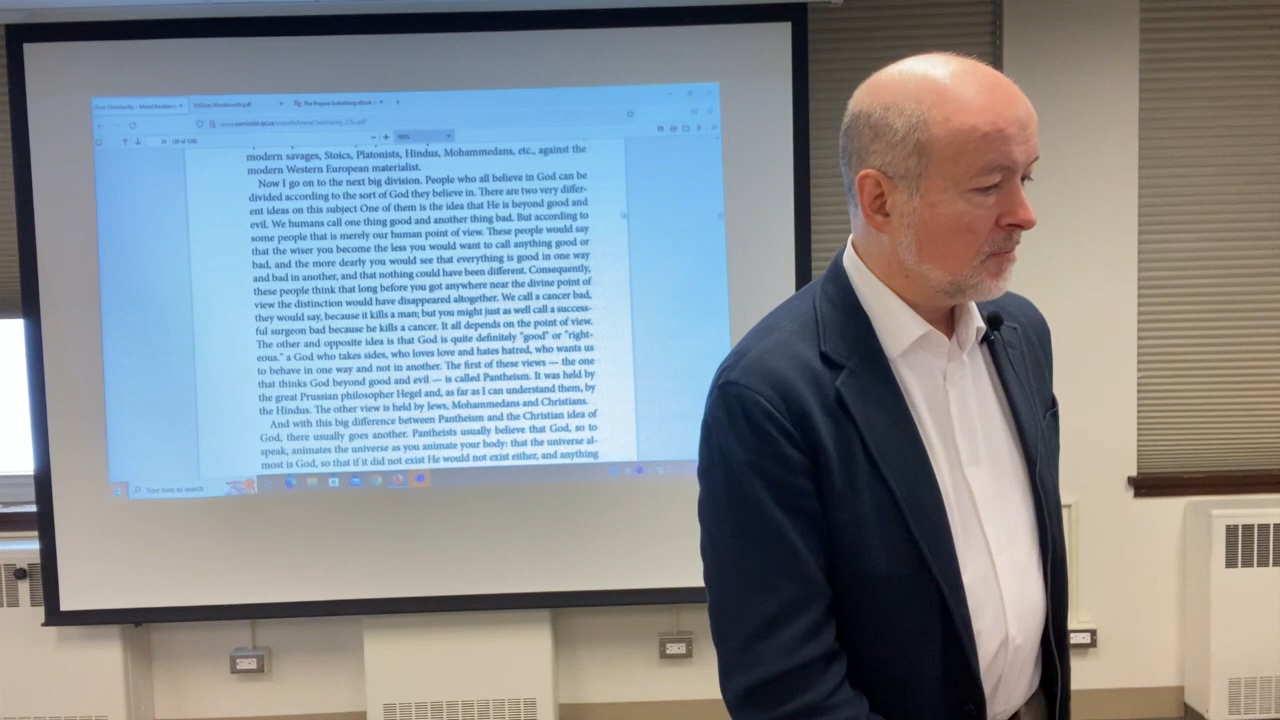 The Project Gutenberg eBook
100%
modern savages, Stoics, Platonists, Hindus, Mohammedans, etc., against the
modern Western European materialist.
Now I go on to the next big division. People who all believe in God can be
divided according to the sort of God they believe in. There are two very differ-
ent ideas on this subject One of them is the idea that He is beyond good and
evil. We humans call one thing good and another thing bad. But according to
some people that is merely our human point of view. These people would say
that the wiser you become the less you would want to call anything good or
bad, and the more dearly you would see that everything is good in one way
and bad in another, and that nothing could have been different. Consequently,
these people think that long before you got anywhere near the divine point of
view the distinction would have disappeared altogether. We call a cancer bad,
they would say, because it kills a man; but you might just as well call a success-
ful surgeon bad because he kills a cancer. It all depends on the point of view.
The other and opposite idea is that God is quite definitely "good" or "right-
eous." a God who takes sides, who loves love and hates hatred, who wants us
to behave in one way and not in another. The first of these views — the one
that thinks God beyond good and evil — is called Pantheism. It was held by
the great Prussian philosopher Hegel and, as far as I can understand them, by
the Hindus. The other view is held by Jews, Mohammedans and Christians.
And with this big difference between Pantheism and the Christian idea of
God, there usually goes another. Pantheists usually believe that God, so to
speak, animates the universe as you animate your body: that the universe al-
most is God, so that if it did not exist He would not exist either, and anything
Type here to search